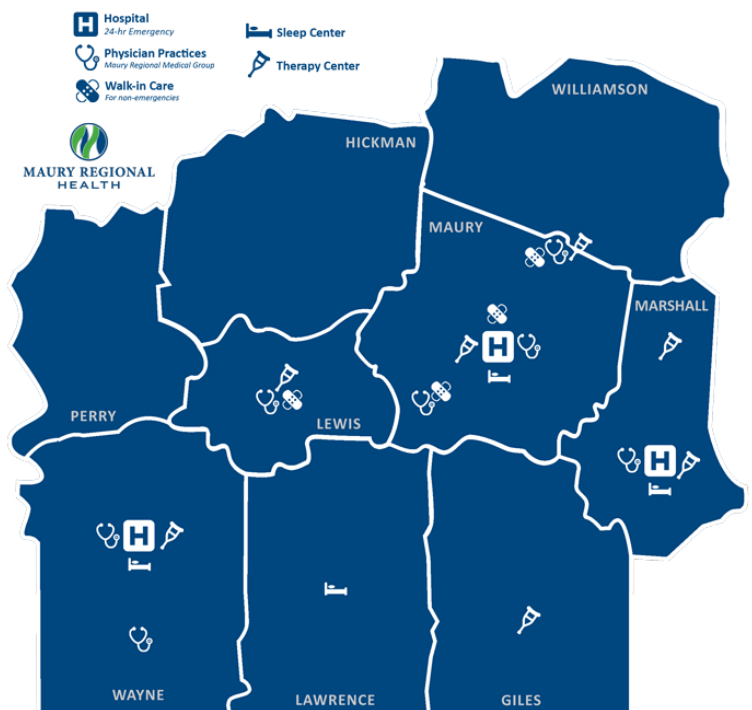 H
Hospital
24-hr Emergency
Physician Practices
Maury Regional Medical Group
Walk-in Care
For non-emergencies
Sleep Center
Therapy Center
MAURY REGIONAL
HEALTH
WILLIAMSON
HICKMAN
MAURY
MARSHALL
H
PERRY
LEWIS
H
H
WAYNE
LAWRENCE
GILES